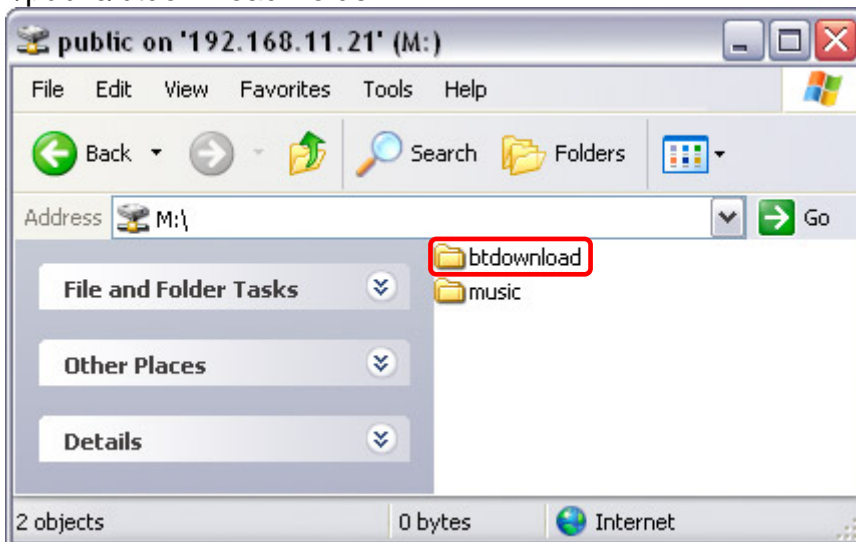 public on '192.168.11.21' (M:)
File Edit View Favorites Tools Help
Back Search Folders
Address M:\ Go
btdownload
File and Folder Tasks music
Other Places
Details
2 objects 0 bytes Internet